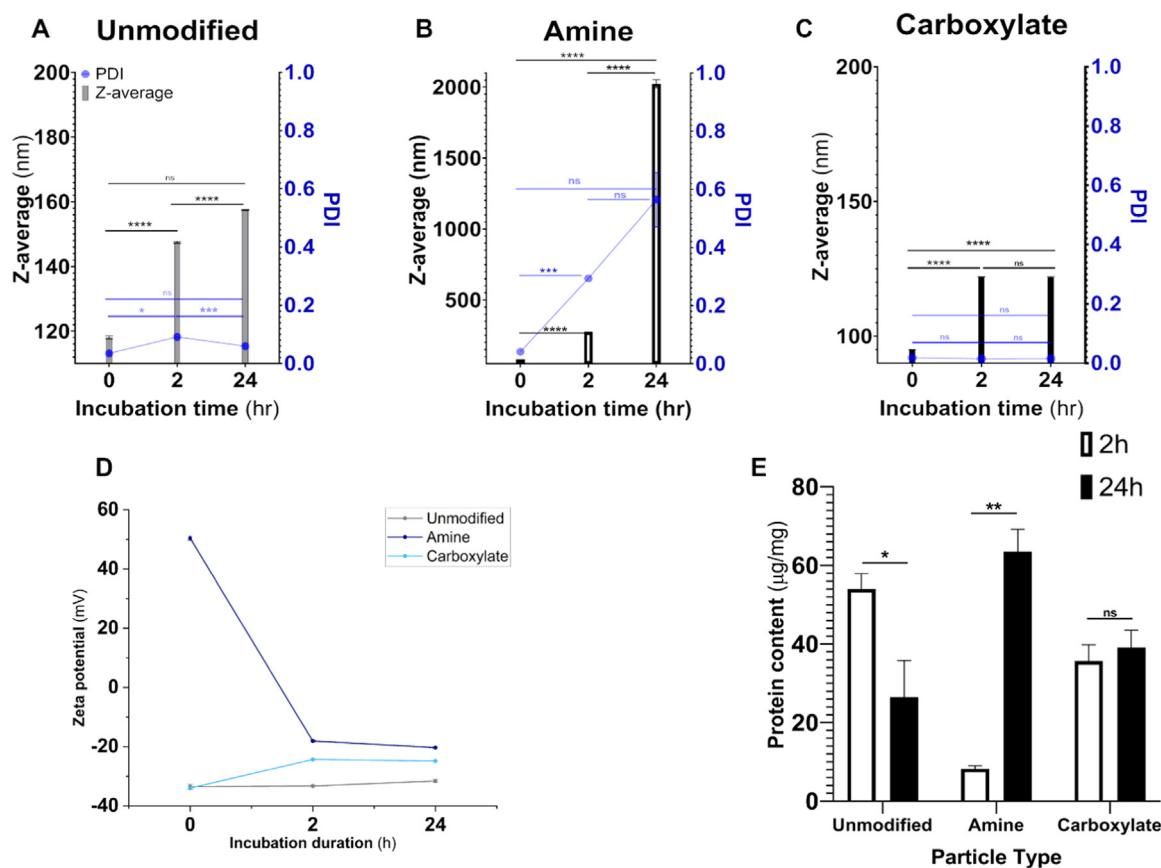 A
Unmodified
200
180
160
140
120
Z-average (nm)
PDI
Z-average
ns
****
****
ns
*
***
1.0
0.8
0.6
0.4
0.2
0.0
PDI
0
2
24
Incubation time (hr)
B
Amine
2000
1500
1000
500
Z-average (nm)
****
****
ns
ns
***
****
1.0
0.8
0.6
0.4
0.2
0.0
PDI
0
2
24
Incubation time (hr)
C
Carboxylate
200
150
100
Z-average (nm)
****
****
ns
ns
ns
ns
1.0
0.8
0.6
0.4
0.2
0.0
PDI
0
2
24
Incubation time (hr)
D
60
40
20
0
-20
-40
Zeta potential (mV)
Unmodified
Amine
Carboxylate
0
2
24
Incubation duration (h)
E
2h
24h
80
60
40
20
0
Protein content (µg/mg)
*
**
ns
Unmodified
Amine
Carboxylate
Particle Type